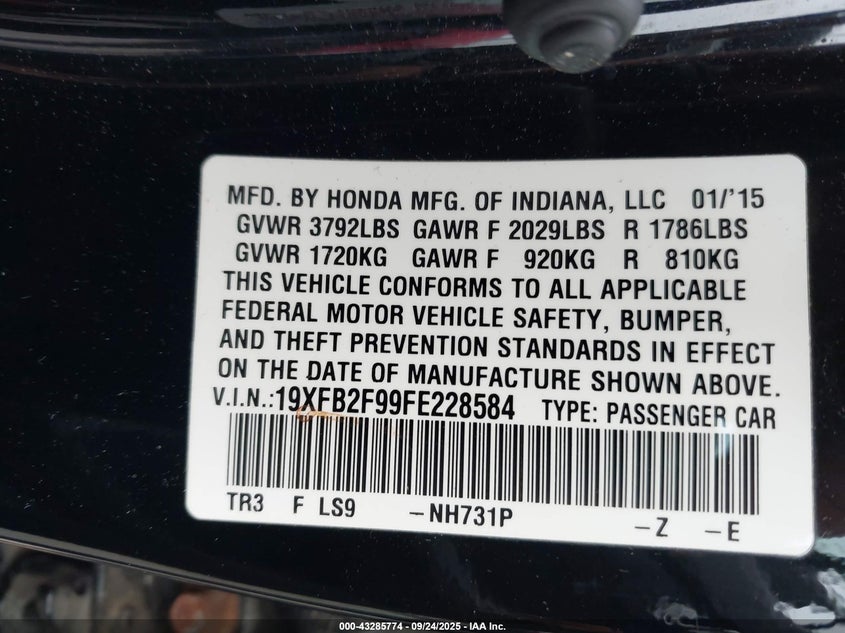 MFD. BY HONDA MFG. OF INDIANA, LLC 01/'15
GVWR 3792LBS GAWR F 2029LBS R 1786LBS
GVWR 1720KG GAWR F 920KG R 810KG
THIS VEHICLE CONFORMS TO ALL APPLICABLE
FEDERAL MOTOR VEHICLE SAFETY, BUMPER,
AND THEFT PREVENTION STANDARDS IN EFFECT
ON THE DATE OF MANUFACTURE SHOWN ABOVE.
V.I.N.:19XFB2F99FE228584 TYPE: PASSENGER CAR
TR3 F LS9 -NH731P -Z -E
000-43285774 - 09/24/2025 - IAA Inc.